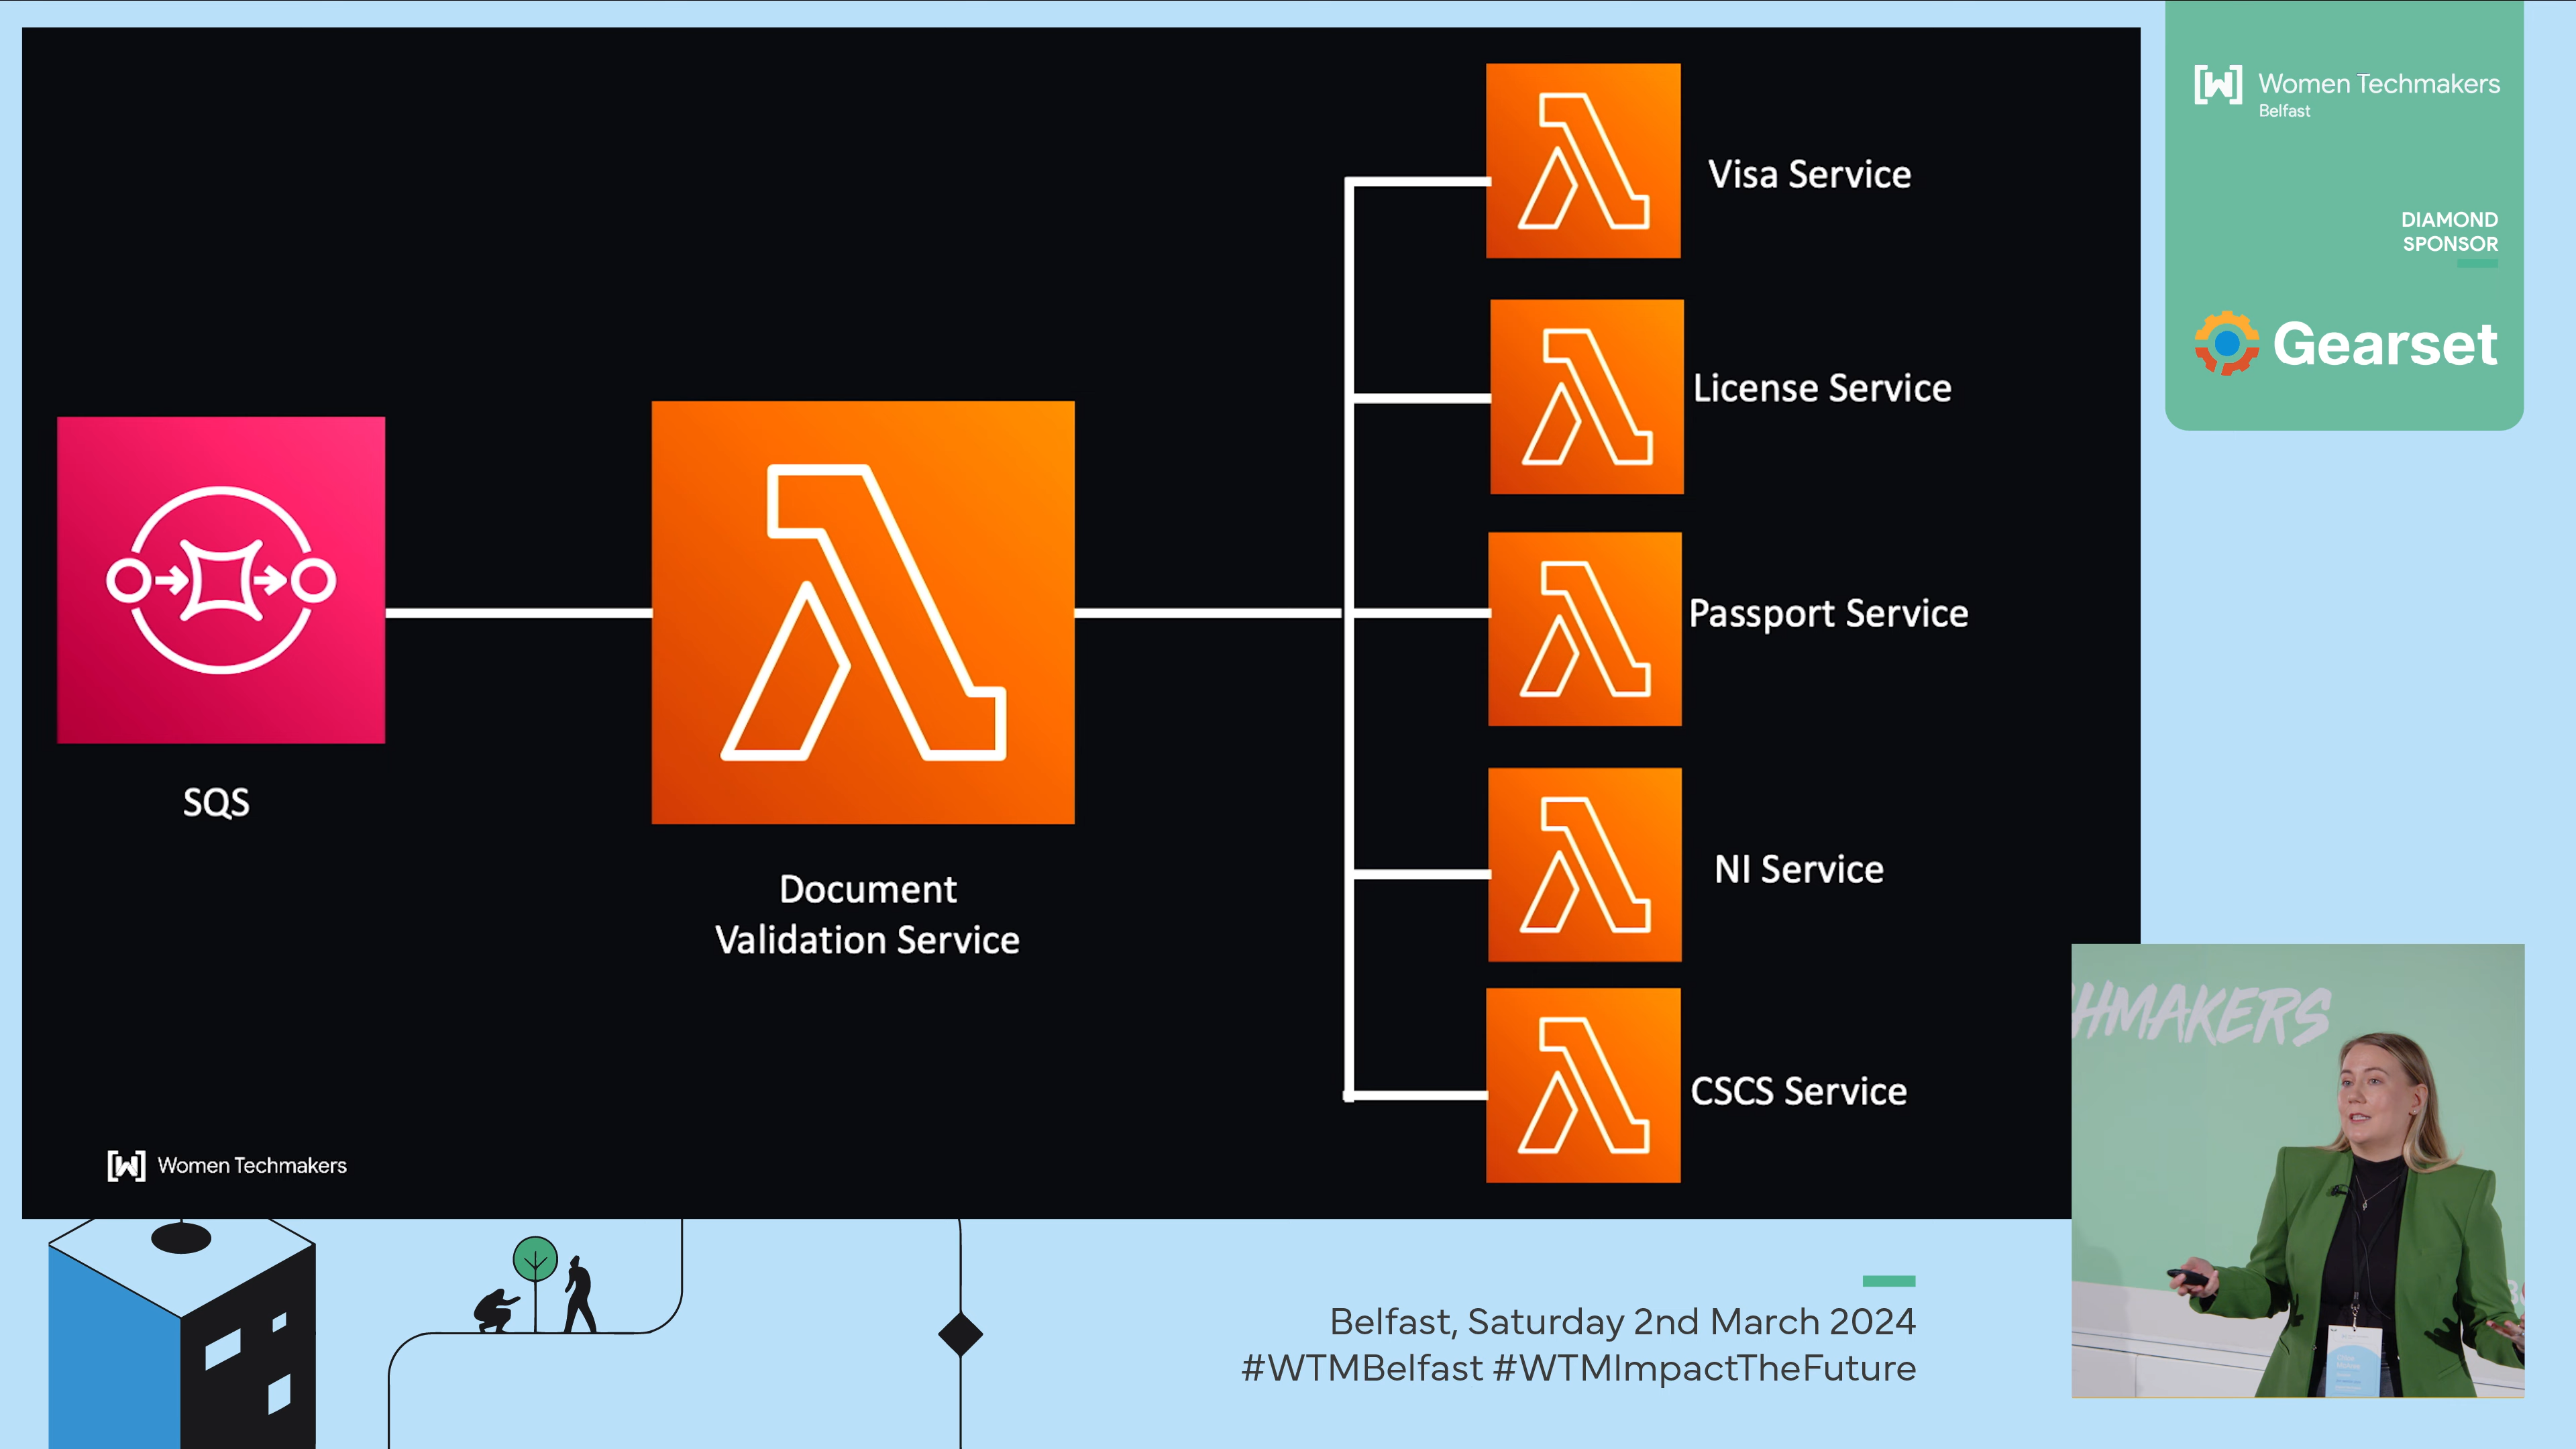 Visa Service
License Service
Passport Service
NI Service
CSCS Service
SQS
Document
Validation Service
Women Techmakers
Women Techmakers
Belfast
DIAMOND
SPONSOR
Gearset
HMAKERS
Belfast, Saturday 2nd March 2024
#WTMBelfast #WTMImpactTheFuture